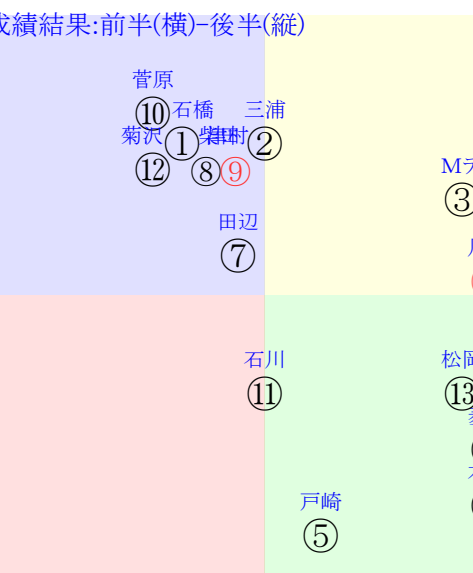 成績結果:前半(横)-後半(縦)
菅原
⑩
石橋
三浦
菊沢
①
②
⑫
⑧
⑨
③
田辺
⑦
石川
松岡
⑪
⑬
戸崎
⑤